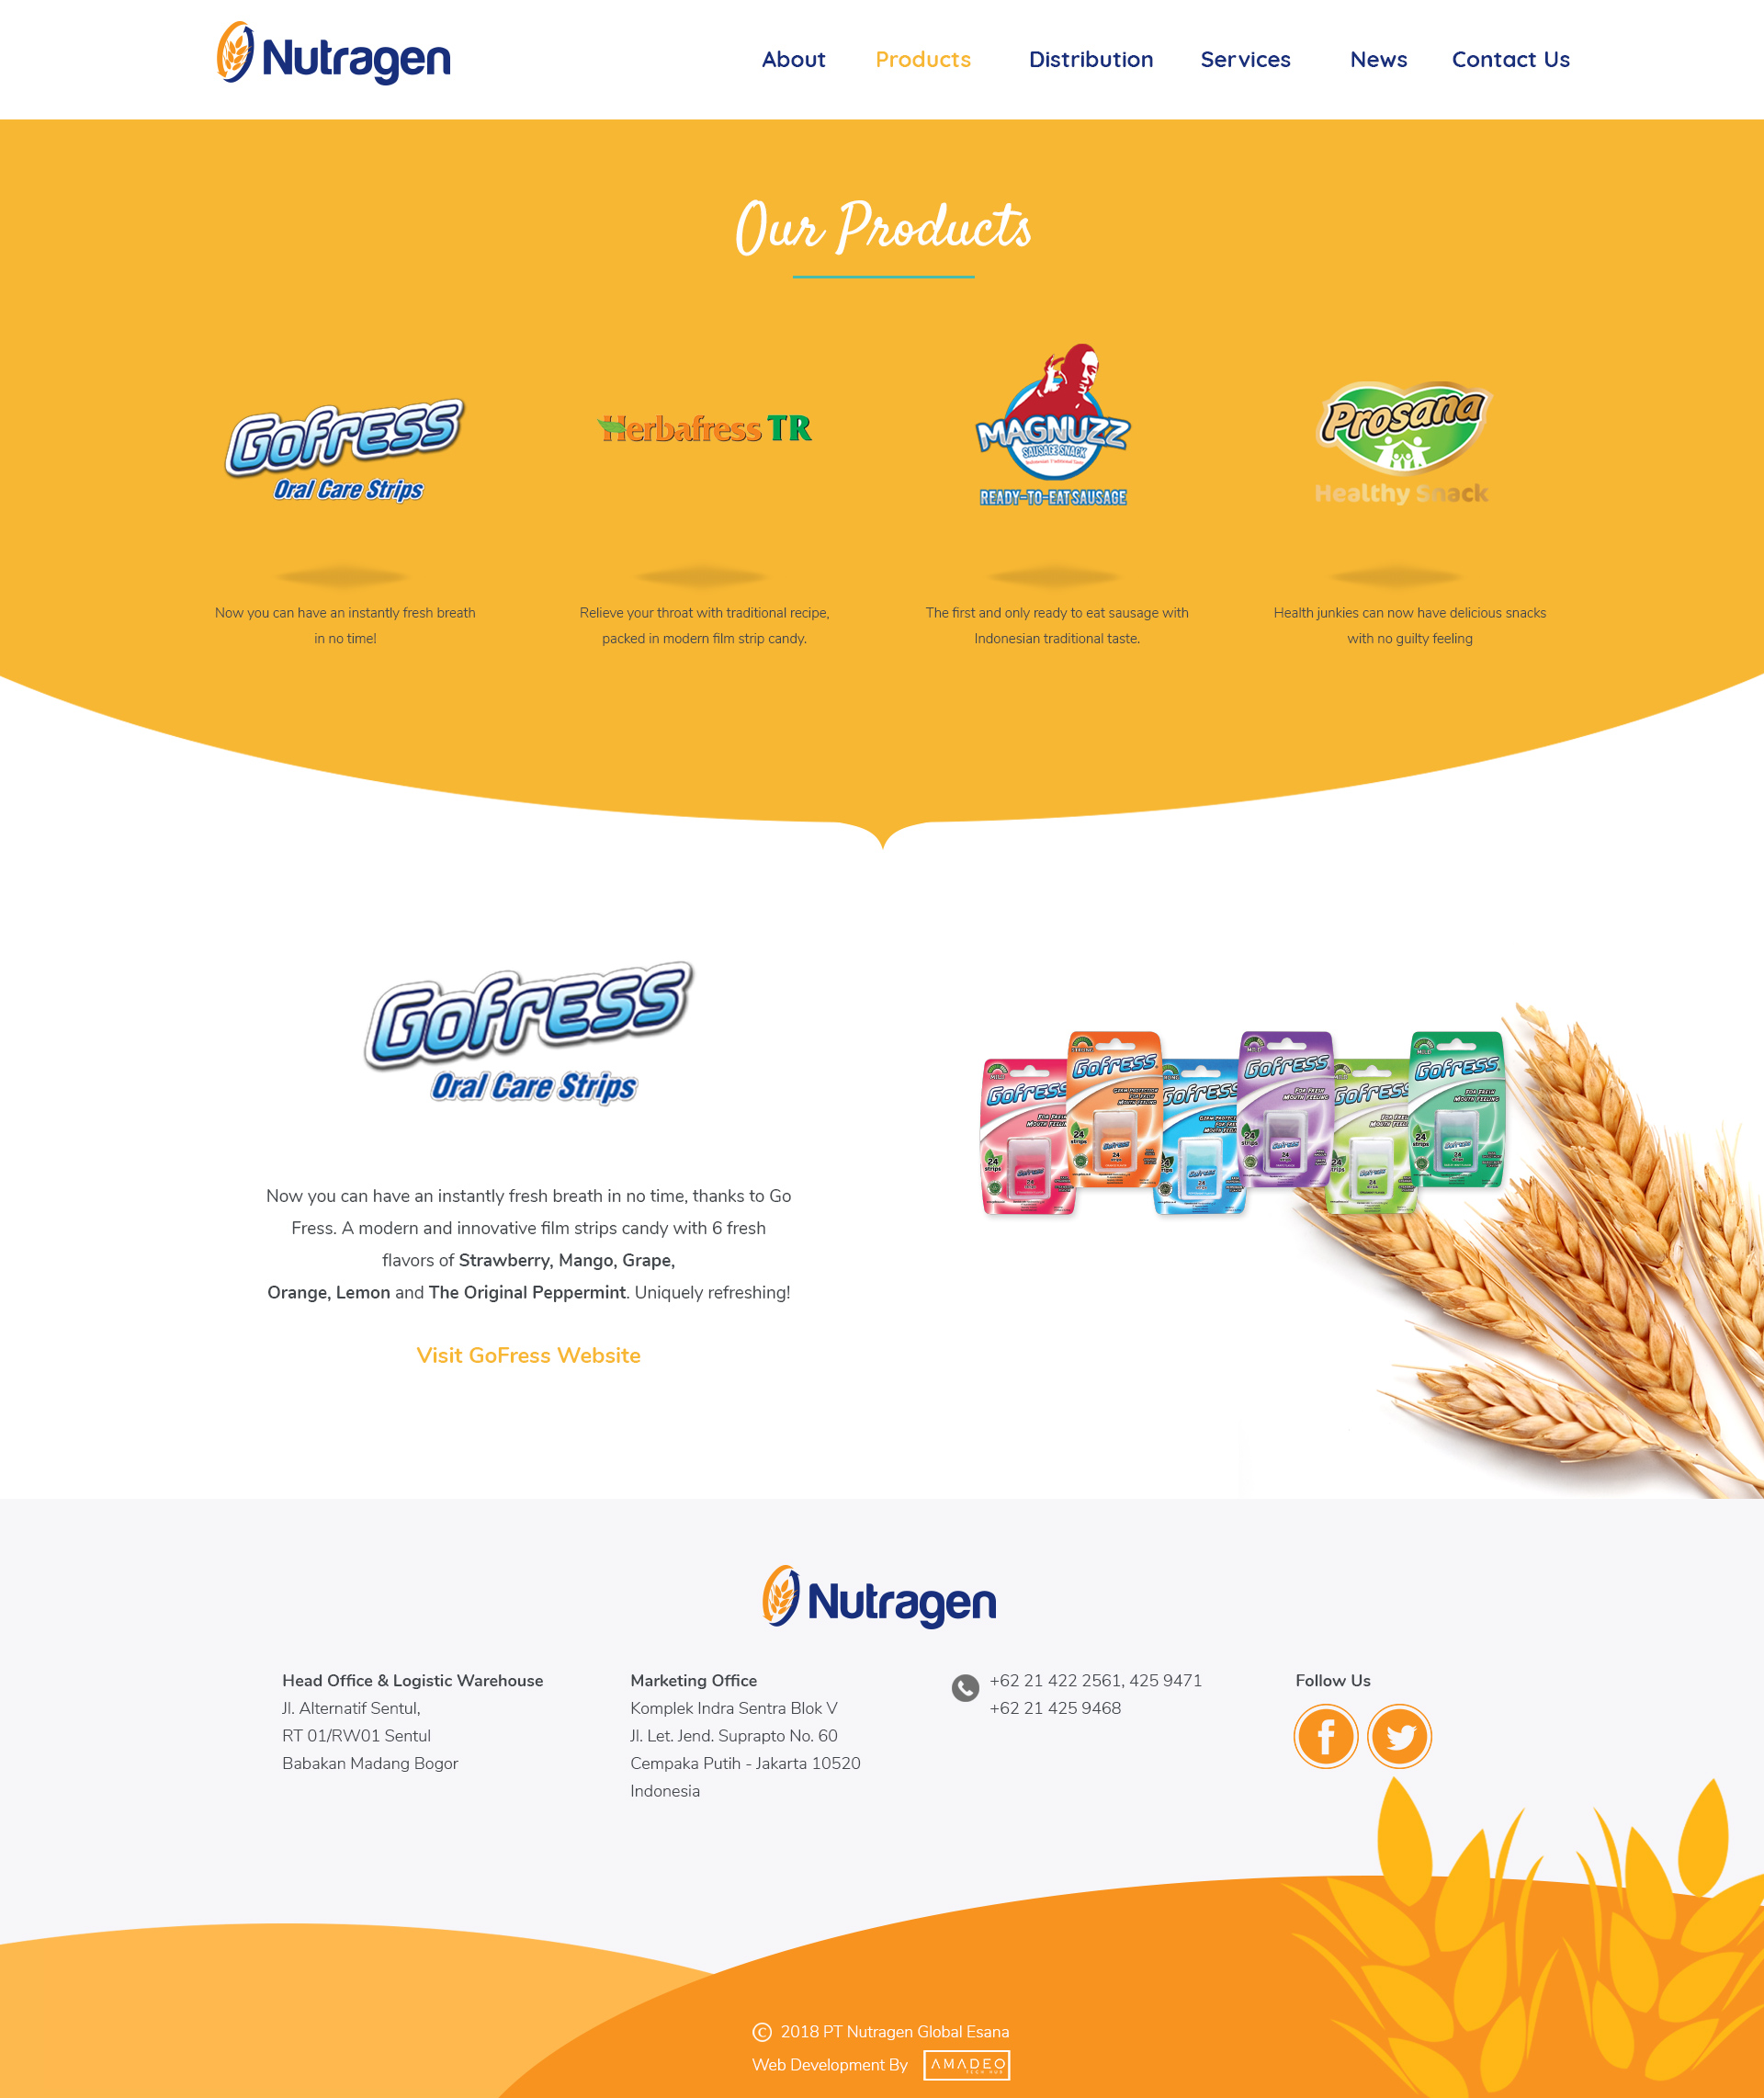 Nutragen
About Products Distribution Services News Contact Us
Our Products
Gofress
Oral Care Strips
Herbafress TR
MAGNUZZ
SAUSAGE SNACK
READY-TO-EAT SAUSAGE
Prosana
Healthy Snack
Now you can have an instantly fresh breath
in no time!
Relieve your throat with traditional recipe,
packed in modern film strip candy.
The first and only ready to eat sausage with
Indonesian traditional taste.
Health junkies can now have delicious snacks
with no guilty feeling
Gofress
Oral Care Strips
Now you can have an instantly fresh breath in no time, thanks to Go
Fress. A modern and innovative film strips candy with 6 fresh
flavors of Strawberry, Mango, Grape,
Orange, Lemon and The Original Peppermint. Uniquely refreshing!
Visit GoFress Website
Gofress
Gofress
Gofress
Gofress
Gofress
Gofress
Nutragen
Head Office & Logistic Warehouse
Jl. Alternatif Sentul,
RT 01/RW01 Sentul
Babakan Madang Bogor
Marketing Office
Komplek Indra Sentra Blok V
Jl. Let. Jend. Suprapto No. 60
Cempaka Putih - Jakarta 10520
Indonesia
+62 21 422 2561, 425 9471
+62 21 425 9468
Follow Us
© 2018 PT Nutragen Global Esana
Web Development By AMADEO
TECH HUB